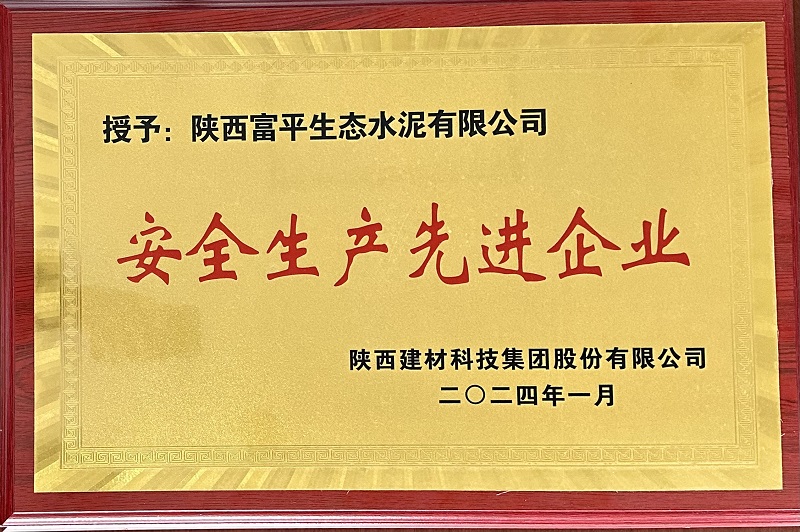 授予：陕西富平生态水泥有限公司
安全生产先进企业
陕西建材科技集团股份有限公司
二〇二四年一月